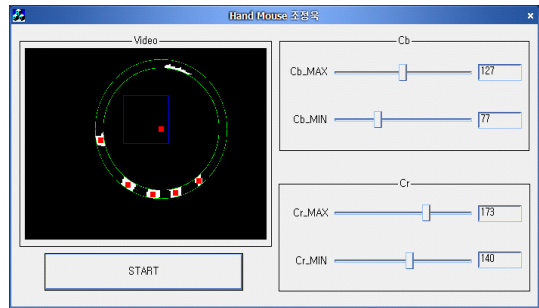 Hand Mouse 조정욱
x
Video
START
Cb
Cb_MAX 127
Cb_MIN 77
Cr
Cr_MAX 173
Cr_MIN 140